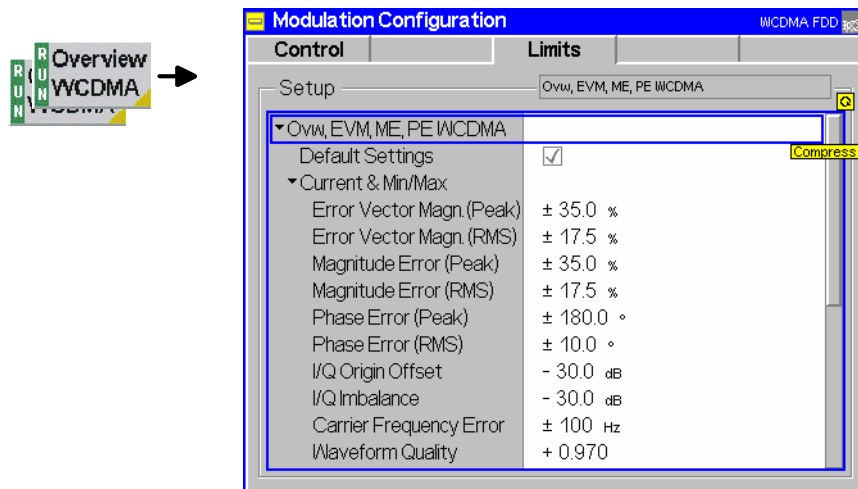 Modulation Configuration WCDMA FDD
Control Limits
RUN Overview WCDMA
RUN
Setup Ovw, EVM, ME, PE WCDMA
Ovw, EVM, ME, PE WCDMA
Compress
Default Settings
Current & Min/Max
Error Vector Magn. (Peak) ± 35.0 %
Error Vector Magn. (RMS) ± 17.5 %
Magnitude Error (Peak) ± 35.0 %
Magnitude Error (RMS) ± 17.5 %
Phase Error (Peak) ± 180.0 °
Phase Error (RMS) ± 10.0 °
I/Q Origin Offset - 30.0 dB
I/Q Imbalance - 30.0 dB
Carrier Frequency Error ± 100 Hz
Waveform Quality + 0.970